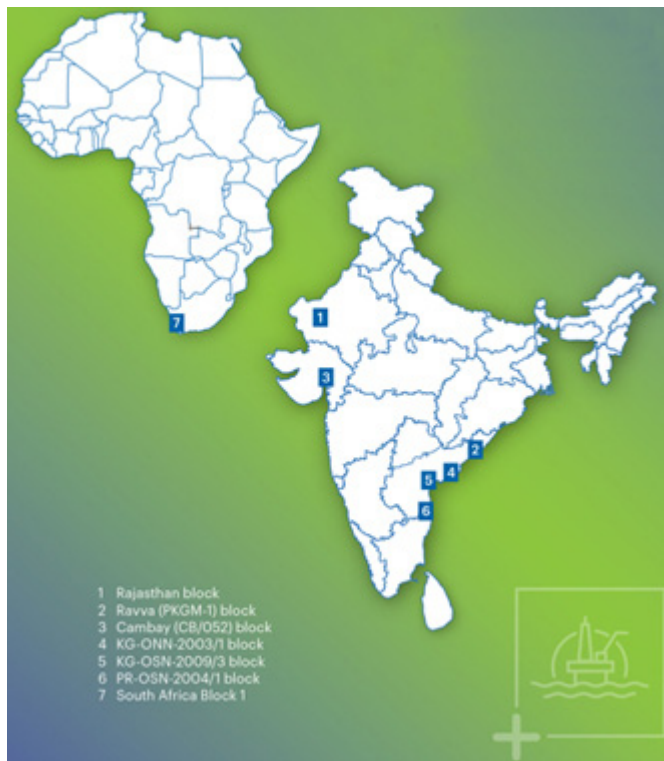 7
1
3
2
4
5
6
1 Rajasthan block
2 Ravva (PKGM-1) block
3 Cambay (CB/052) block
4 KG-ONN-2003/1 block
5 KG-OSN-2009/3 block
6 PR-OSN-2004/1 block
7 South Africa Block 1